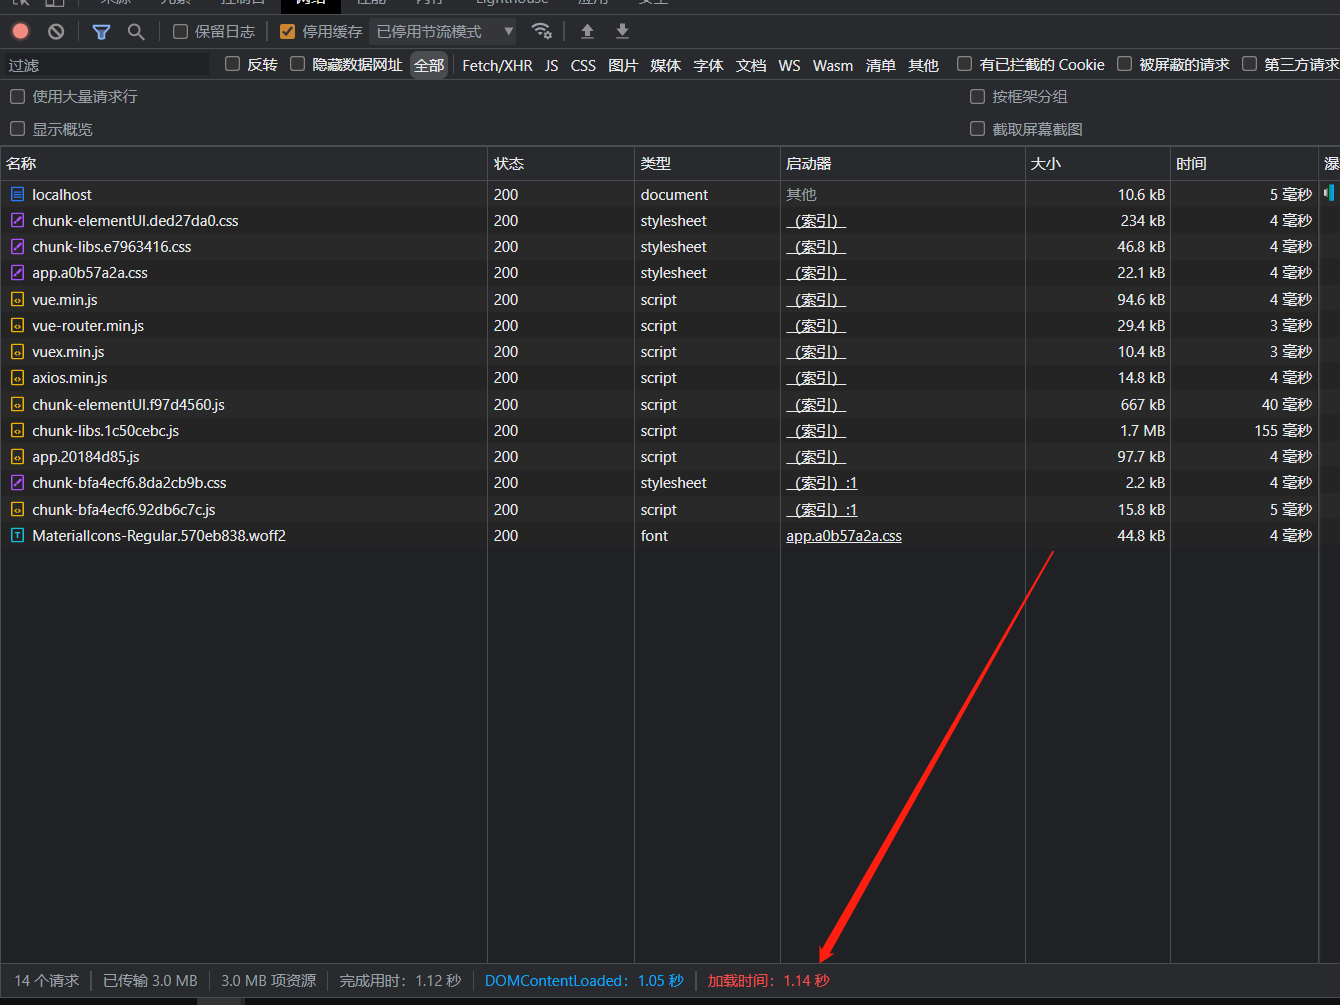 Lighthouse
保留日志 停用缓存 已停用节流模式
过滤 反转 隐藏数据网址 全部 Fetch/XHR JS CSS 图片 媒体 字体 文档 WS Wasm 清单 其他 有已拦截的 Cookie 被屏蔽的请求 第三方请求
使用大量请求行 按框架分组
显示概览 截取屏幕截图
名称 状态 类型 启动器 大小 时间 瀑
localhost 200 document 其他 10.6 kB 5 毫秒
chunk-elementUI.ded27da0.css 200 stylesheet （索引） 234 kB 4 毫秒
chunk-libs.e7963416.css 200 stylesheet （索引） 46.8 kB 4 毫秒
app.a0b57a2a.css 200 stylesheet （索引） 22.1 kB 4 毫秒
vue.min.js 200 script （索引） 94.6 kB 4 毫秒
vue-router.min.js 200 script （索引） 29.4 kB 3 毫秒
vuex.min.js 200 script （索引） 10.4 kB 3 毫秒
axios.min.js 200 script （索引） 14.8 kB 4 毫秒
chunk-elementUI.f97d4560.js 200 script （索引） 667 kB 40 毫秒
chunk-libs.1c50cebc.js 200 script （索引） 1.7 MB 155 毫秒
app.20184d85.js 200 script （索引） 97.7 kB 4 毫秒
chunk-bfa4ecf6.8da2cb9b.css 200 stylesheet （索引）:1 2.2 kB 4 毫秒
chunk-bfa4ecf6.92db6c7c.js 200 script （索引）:1 15.8 kB 5 毫秒
MaterialIcons-Regular.570eb838.woff2 200 font app.a0b57a2a.css 44.8 kB 4 毫秒
14 个请求 已传输 3.0 MB 3.0 MB 项资源 完成用时：1.12 秒 DOMContentLoaded：1.05 秒 加载时间：1.14 秒